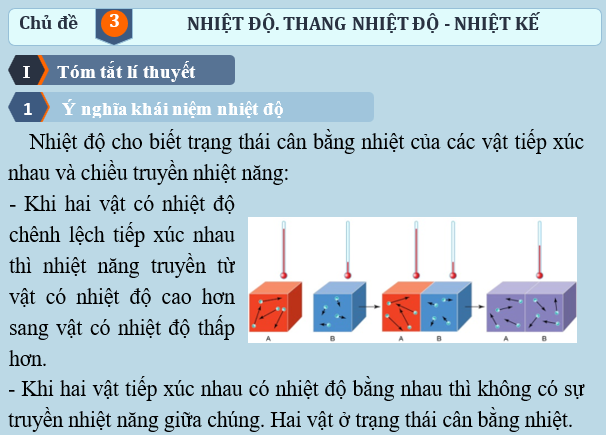 Chủ đề 3 NHIỆT ĐỘ. THANG NHIỆT ĐỘ - NHIỆT KẾ
I Tóm tắt lí thuyết
1 Ý nghĩa khái niệm nhiệt độ
Nhiệt độ cho biết trạng thái cân bằng nhiệt của các vật tiếp xúc
nhau và chiều truyền nhiệt năng:
- Khi hai vật có nhiệt độ
chênh lệch tiếp xúc nhau
thì nhiệt năng truyền từ
vật có nhiệt độ cao hơn
sang vật có nhiệt độ thấp
hơn.
A B A B A B
- Khi hai vật tiếp xúc nhau có nhiệt độ bằng nhau thì không có sự
truyền nhiệt năng giữa chúng. Hai vật ở trạng thái cân bằng nhiệt.